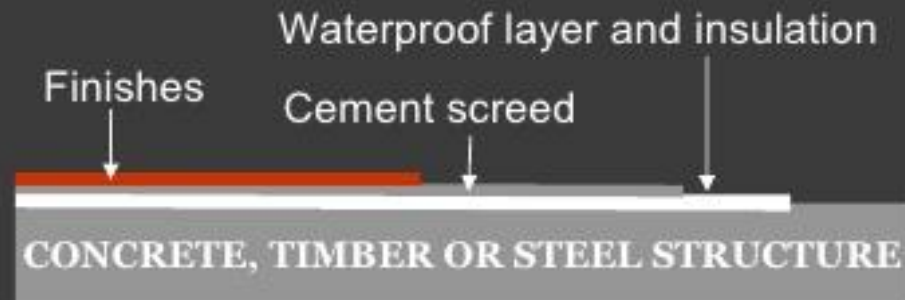 Waterproof layer and insulation
Finishes
Cement screed
CONCRETE, TIMBER OR STEEL STRUCTURE